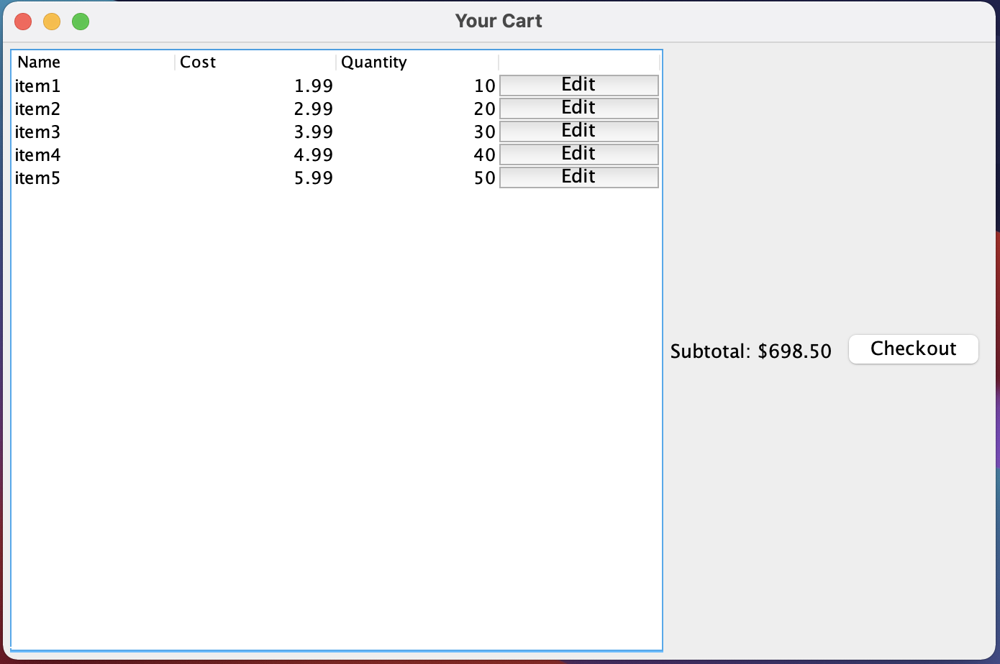 Your Cart
Name Cost Quantity
item1 1.99 10 Edit
item2 2.99 20 Edit
item3 3.99 30 Edit
item4 4.99 40 Edit
item5 5.99 50 Edit
Subtotal: $698.50 Checkout